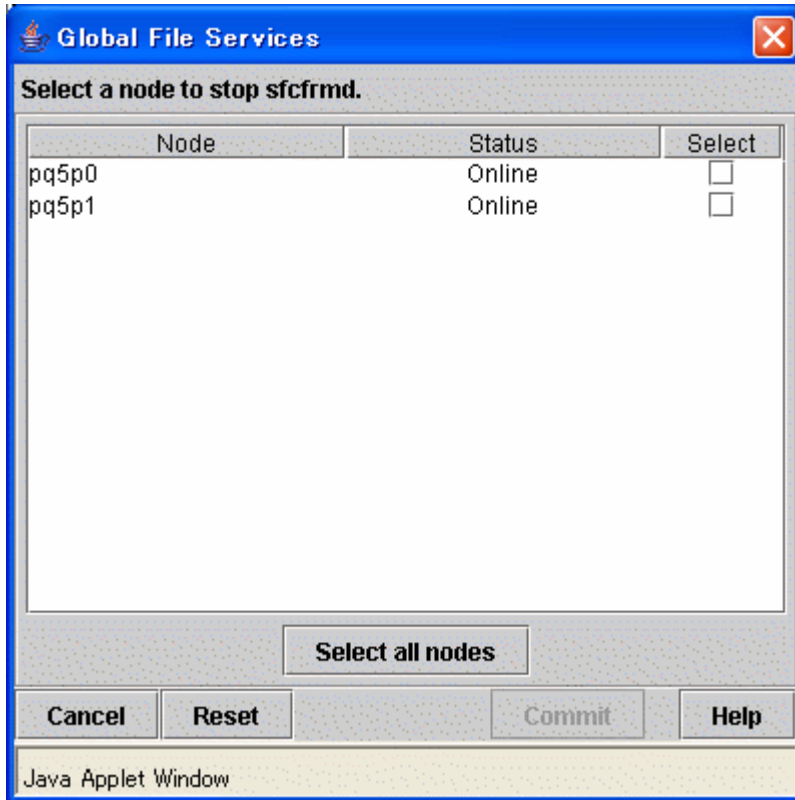 Global File Services
Select a node to stop sfcfrmd.
Node Status Select
pq5p0 Online
pq5p1 Online
Select all nodes
Cancel Reset Commit Help
Java Applet Window